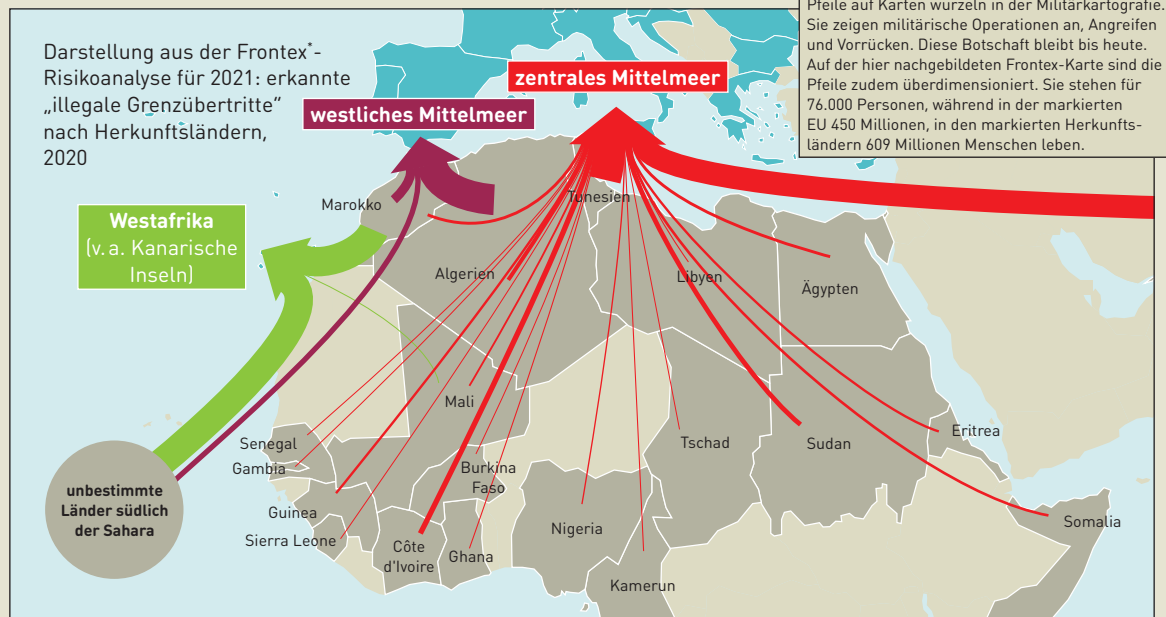 Darstellung aus der Frontex*-
Risikoanalyse für 2021: erkannte
„illegale Grenzübertritte“
nach Herkunftsländern,
2020
Pfeile auf Karten wurzeln in der Militärkartografie.
Sie zeigen militärische Operationen an, Angreifen
und Vorrücken. Diese Botschaft bleibt bis heute.
Auf der hier nachgebildeten Frontex-Karte sind die
Pfeile zudem überdimensioniert. Sie stehen für
76.000 Personen, während in der markierten
EU 450 Millionen, in den markierten Herkunfts-
ländern 609 Millionen Menschen leben.
zentrales Mittelmeer
westliches Mittelmeer
Westafrika
(v. a. Kanarische
Inseln)
Marokko
Tunesien
Algerien
Libyen
Ägypten
Mali
Senegal
Gambia
Burkina
Faso
Tschad
Sudan
Eritrea
unbestimmte
Länder südlich
der Sahara
Guinea
Sierra Leone
Côte
d'Ivoire
Ghana
Nigeria
Somalia
Kamerun